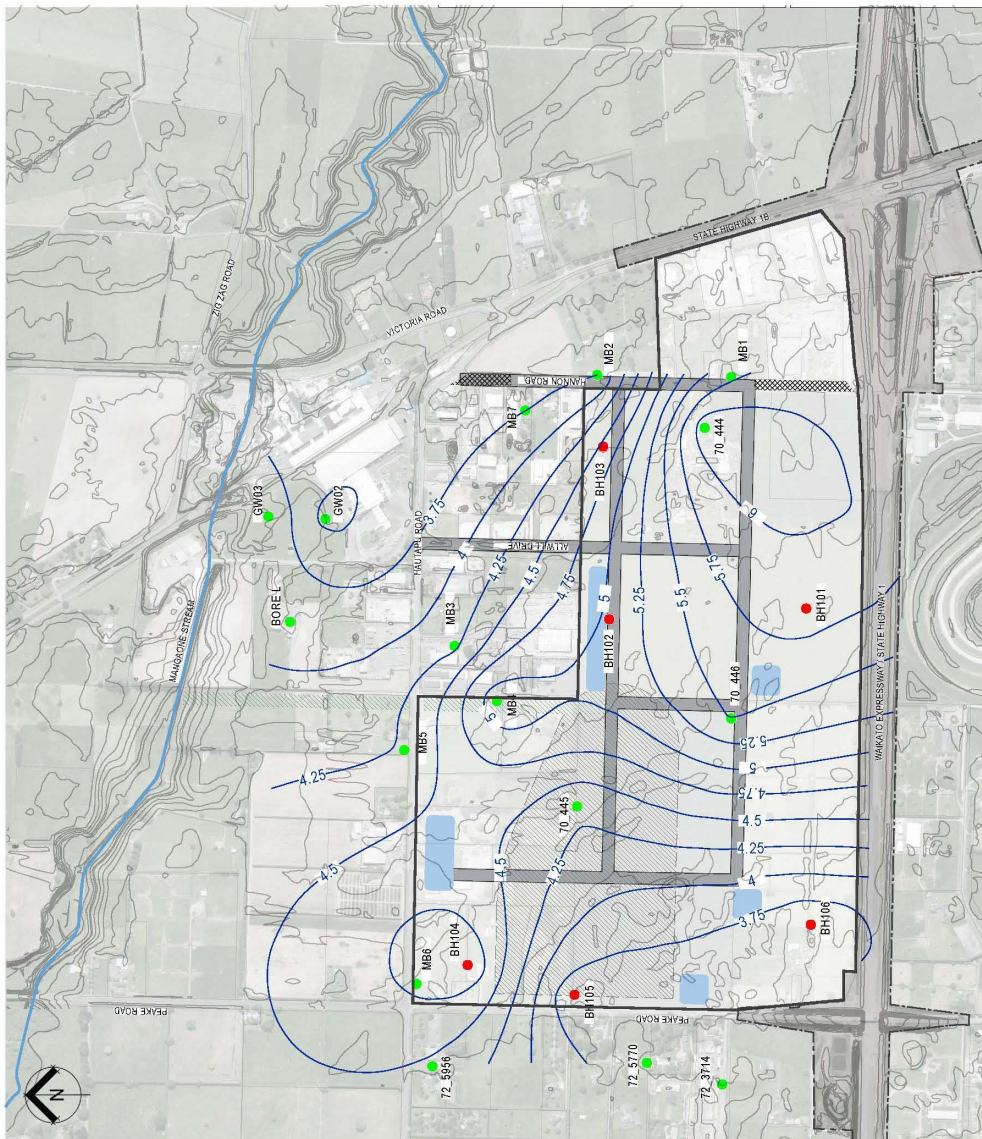 STATE HIGHWAY 1B
ZIG ZAG ROAD
VICTORIA ROAD
MB2
MB1
HANNON ROAD
MB7
70_444
BH103
GW03
GW02
3.75
6
HAUTAPU ROAD
4
ALLWILL DRIVE
4.25
4.5
4.75
5.75
5
5.25
5.5
BORE L
MB3
BH102
BH101
MANGAONE STREAM
70_446
MB4
5
WAIKATO EXPRESSWAY / STATE HIGHWAY 1
MB5
5.25
5
4.25
4.75
70_445
4.5
4.5
4.25
4.25
4.5
4
3.75
BH104
BH106
MB6
BH105
PEAKE ROAD
PEAKE ROAD
72_5956
72_5770
72_3714
N